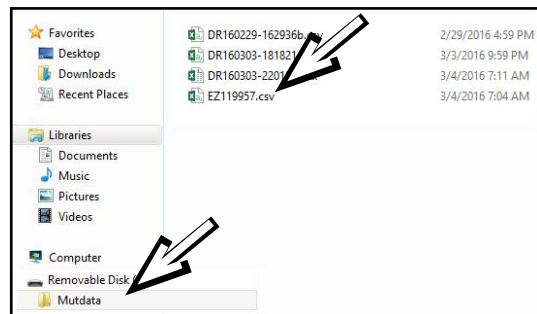 Favorites
Desktop
Downloads
Recent Places
Libraries
Documents
Music
Pictures
Videos
Computer
Removable Disk
Mutdata
DR160229-162936b. 2/29/2016 4:59 PM
DR160303-181821 3/3/2016 9:59 PM
DR160303-2201 3/4/2016 7:11 AM
EZ119957.csv 3/4/2016 7:04 AM